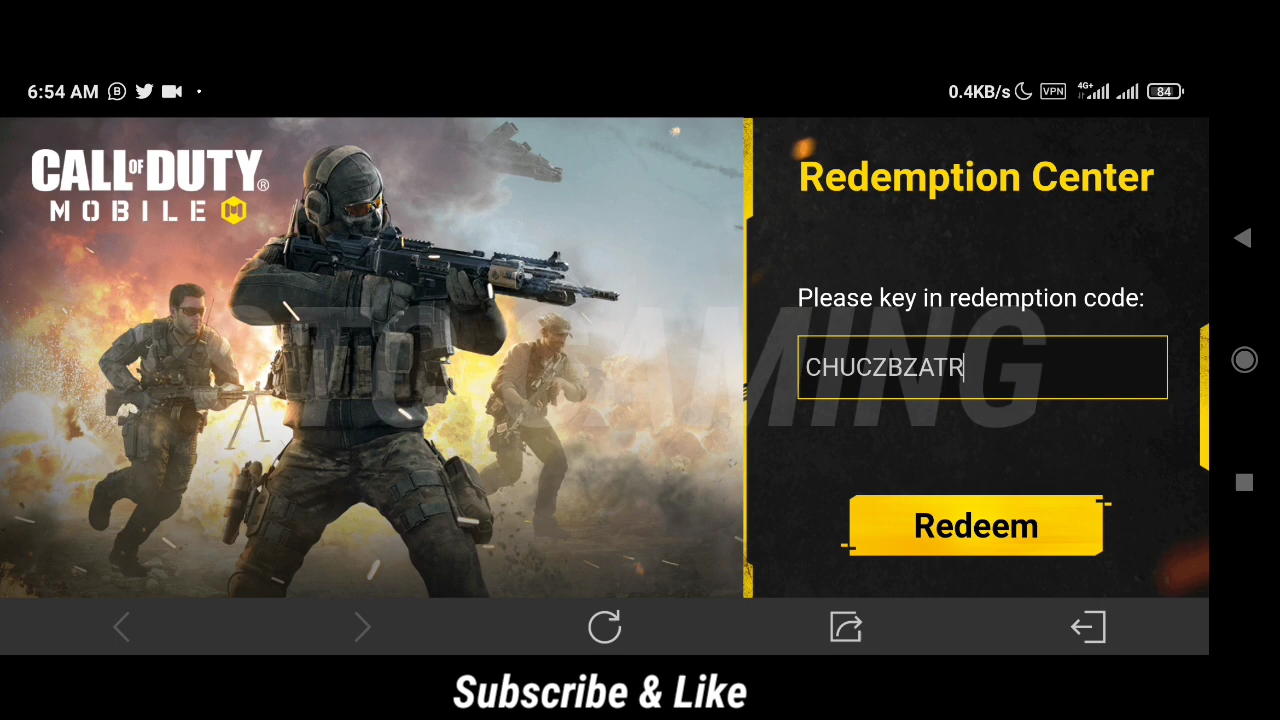 6:54 AM
0.4KB/s VPN 4G+ 84
CALL OF DUTY®
MOBILE
Redemption Center
Please key in redemption code:
CHUCZBZATR
GAMING
Redeem
Subscribe & Like